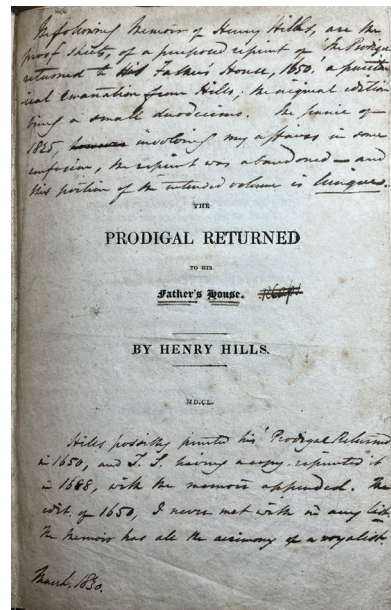 The following Memoir of Henry Hills, are the
proof sheets, of a proposed reprint of the Prodigal
returned to His Father's House, 1650, a
emanation from Hills; the original edition
being a small duodecimo. The panic of
1825, involving my affairs in some
confusion, the reprint was abandoned — and
this portion of the intended volume is unique.
THE
PRODIGAL RETURNED
TO HIS
Father's House.
BY HENRY HILLS.
MD.CL.
Hills possibly printed his 'Prodigal Returned
in 1650, and J. S. having a copy reprinted it
in 1688, with the memoir appended. The
edit. of 1650, I never met with in any list
The memoir has all the acrimony of a royalist.
March, 1830.